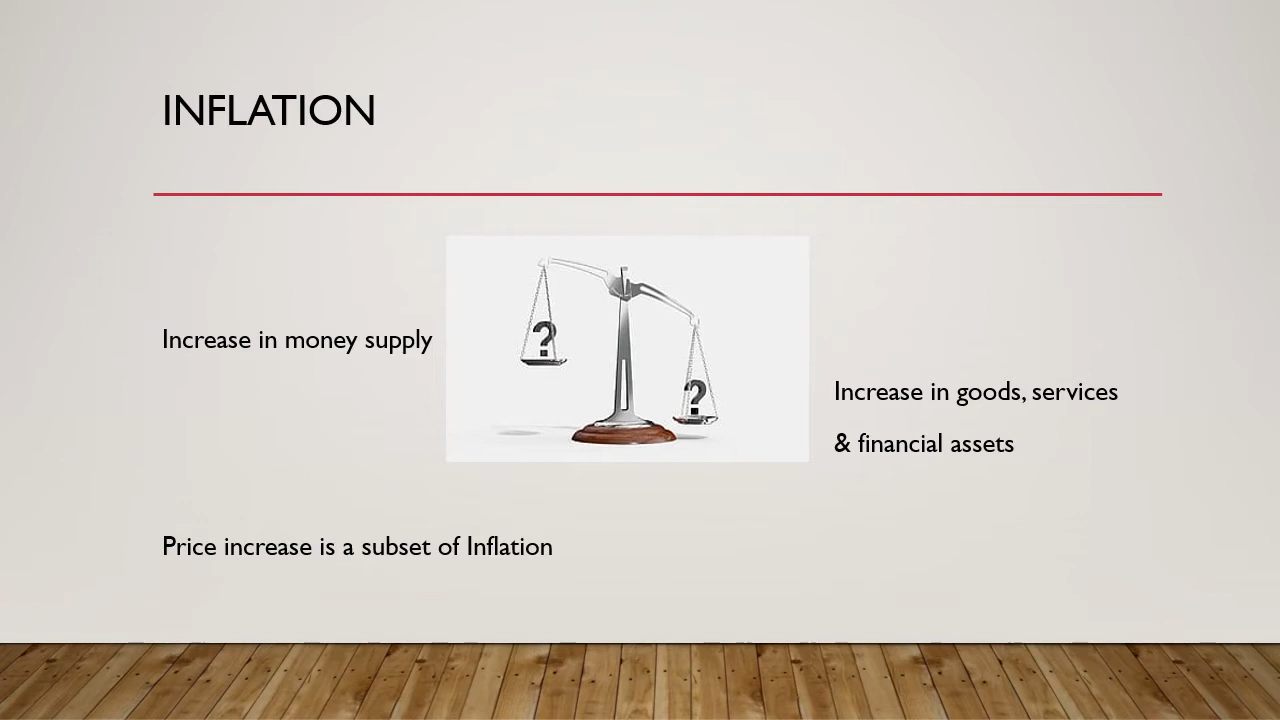 INFLATION
Increase in money supply
?
?
Increase in goods, services
& financial assets
Price increase is a subset of Inflation